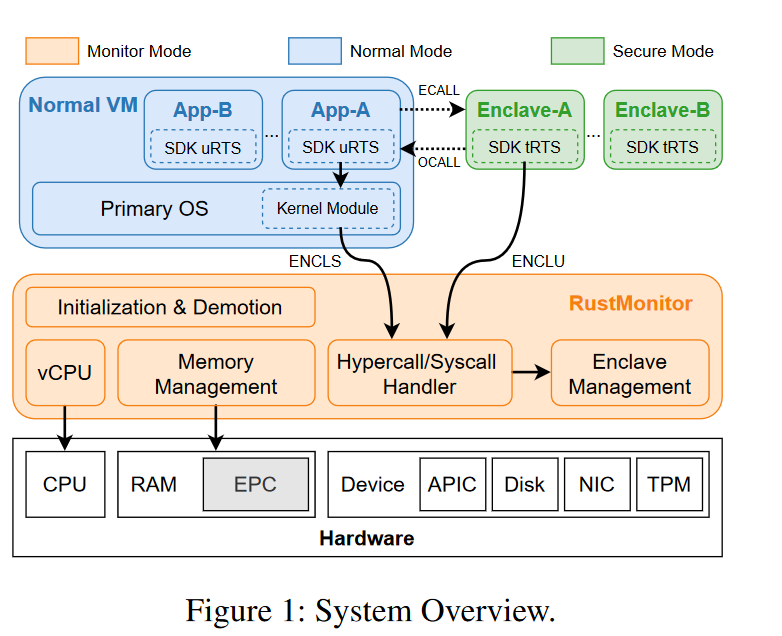 Monitor Mode
Normal Mode
Secure Mode
Normal VM
App-B
SDK uRTS
...
App-A
SDK uRTS
ECALL
OCALL
Enclave-A
SDK tRTS
...
Enclave-B
SDK tRTS
Primary OS
Kernel Module
ENCLS
ENCLU
Initialization & Demotion
RustMonitor
vCPU
Memory
Management
Hypercall/Syscall
Handler
Enclave
Management
CPU
RAM
EPC
Device
APIC
Disk
NIC
TPM
Hardware
Figure 1: System Overview.